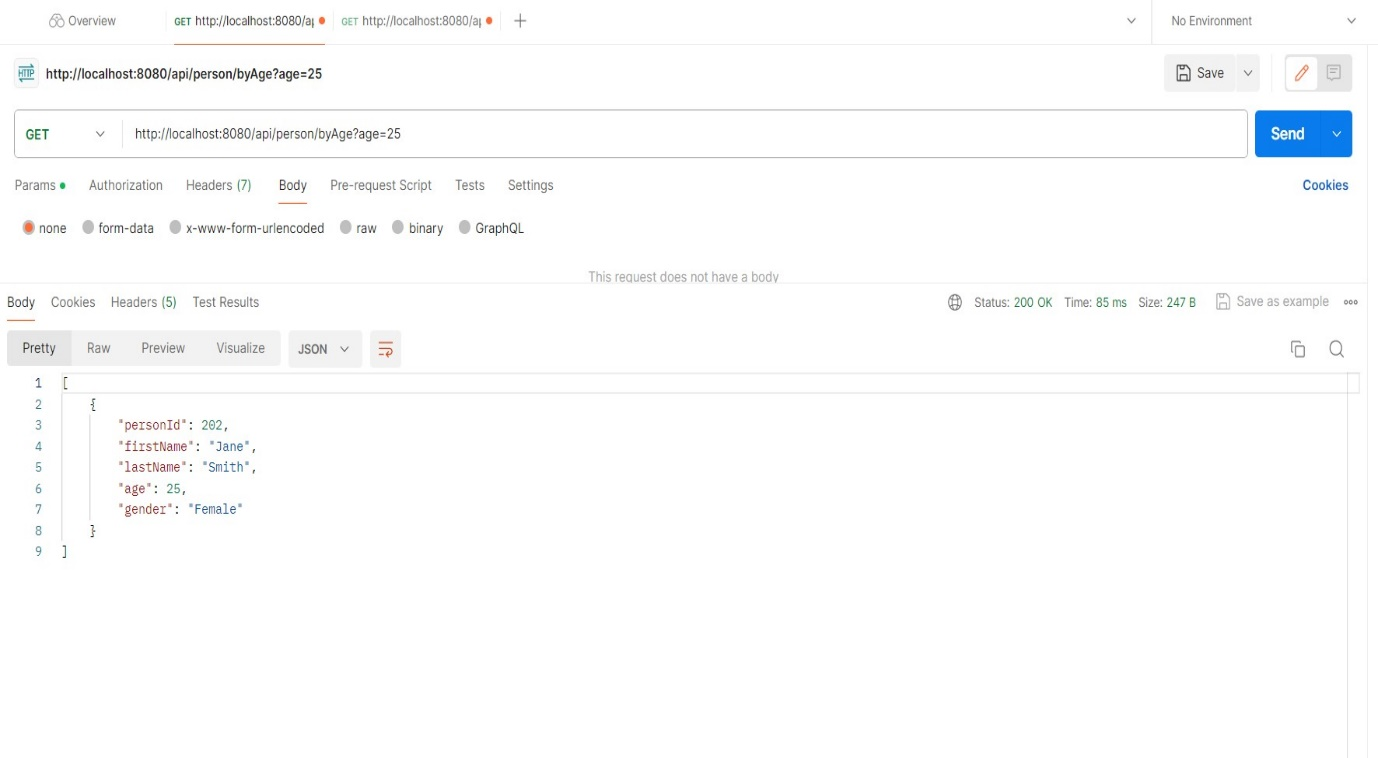 Overview GET http://localhost:8080/a GET http://localhost:8080/a No Environment
HTTP http://localhost:8080/api/person/byAge?age=25 Save
GET http://localhost:8080/api/person/byAge?age=25 Send
Params Authorization Headers (7) Body Pre-request Script Tests Settings Cookies
none form-data x-www-form-urlencoded raw binary GraphQL
This request does not have a body
Body Cookies Headers (5) Test Results Status: 200 OK Time: 85 ms Size: 247 B Save as example
Pretty Raw Preview Visualize JSON
1 [
2 {
3 "personId": 202,
4 "firstName": "Jane",
5 "lastName": "Smith",
6 "age": 25,
7 "gender": "Female"
8 }
9 ]